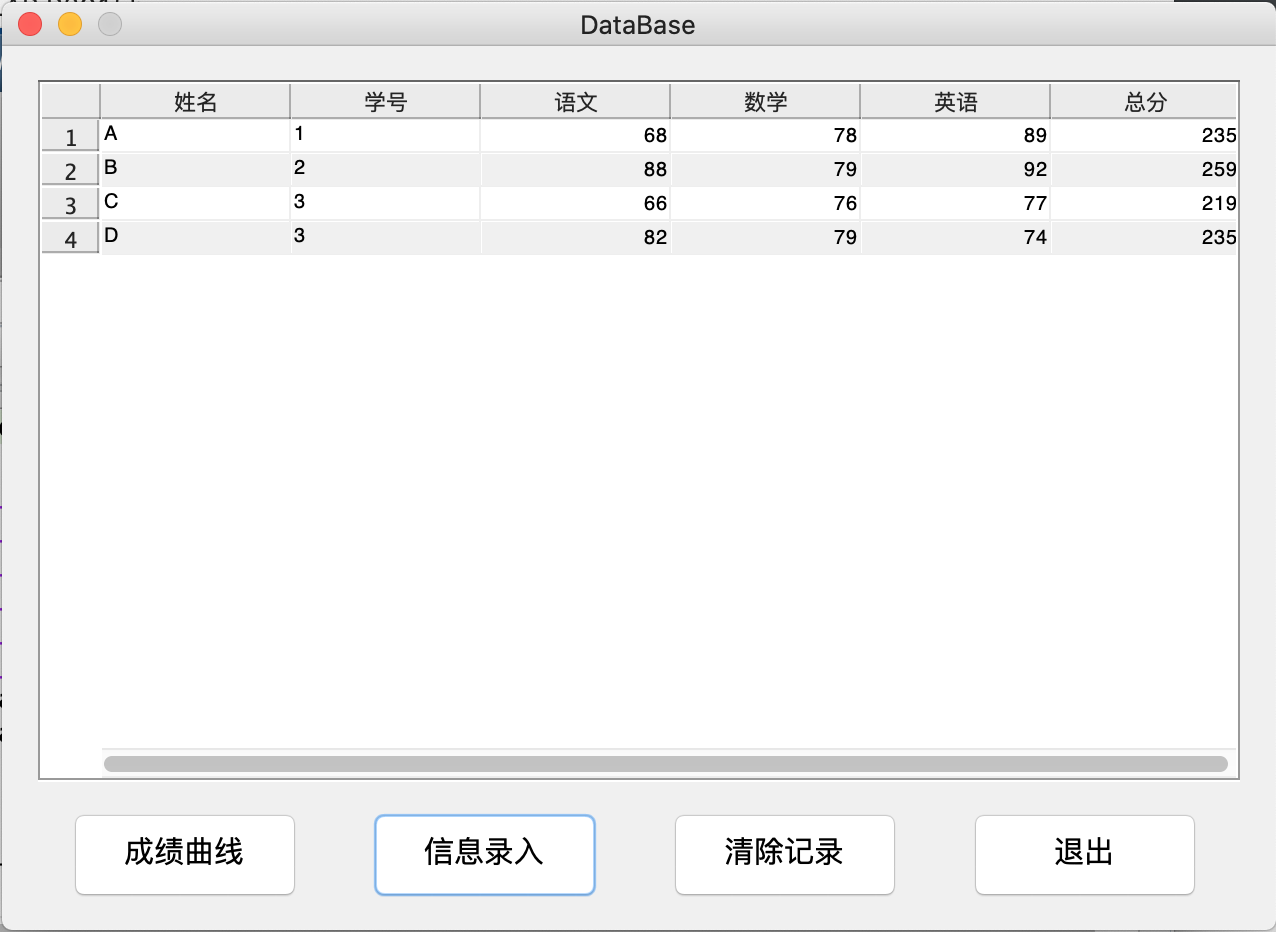 DataBase
姓名 学号 语文 数学 英语 总分
1 A 1 68 78 89 235
2 B 2 88 79 92 259
3 C 3 66 76 77 219
4 D 3 82 79 74 235
成绩曲线 信息录入 清除记录 退出